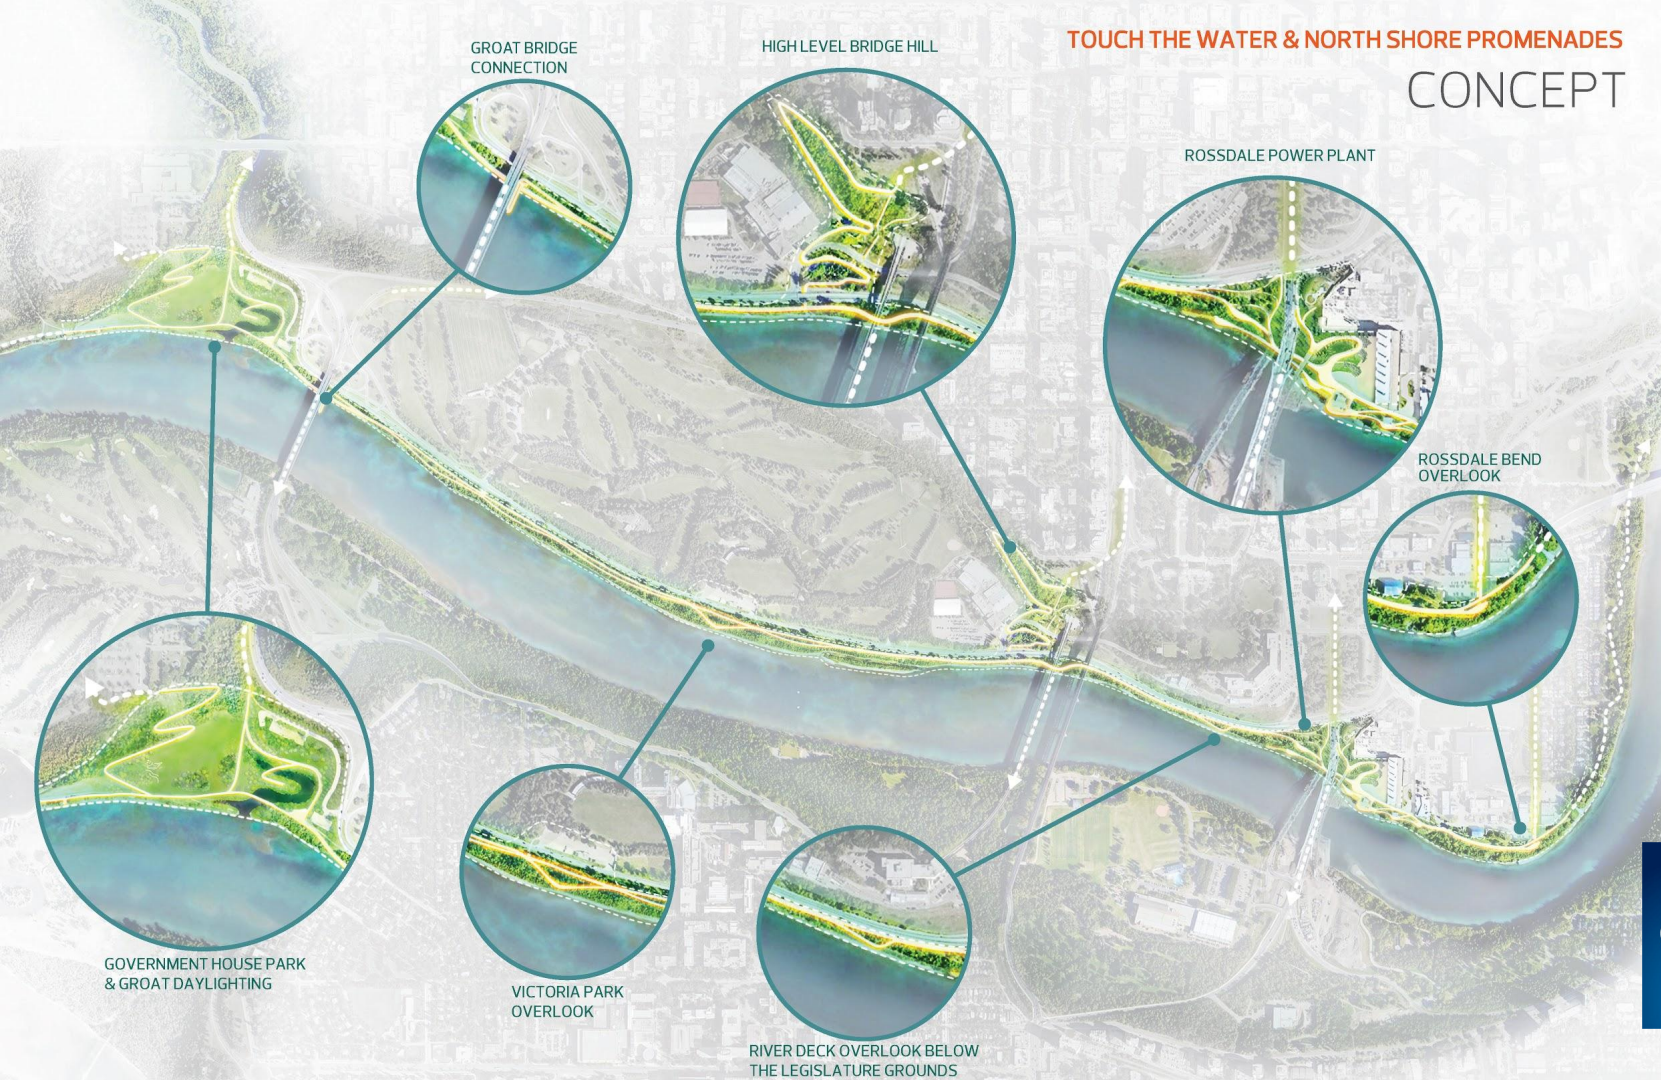 TOUCH THE WATER & NORTH SHORE PROMENADES
CONCEPT
GROAT BRIDGE
CONNECTION
HIGH LEVEL BRIDGE HILL
ROSSDALE POWER PLANT
ROSSDALE BEND
OVERLOOK
GOVERNMENT HOUSE PARK
& GROAT DAYLIGHTING
VICTORIA PARK
OVERLOOK
RIVER DECK OVERLOOK BELOW
THE LEGISLATURE GROUNDS